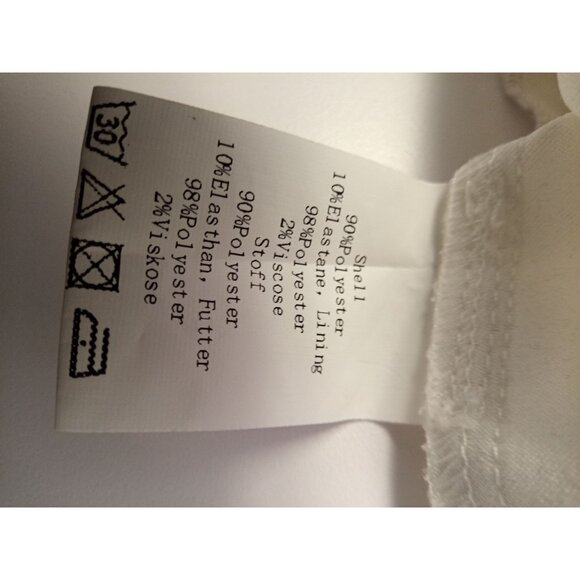 Shell
90%Polyester
10%Elastane, Lining
98%Polyester
2%Viscose
Stoff
90%Polyester
10%Elasthan, Futter
98%Polyester
2%Viskose
30